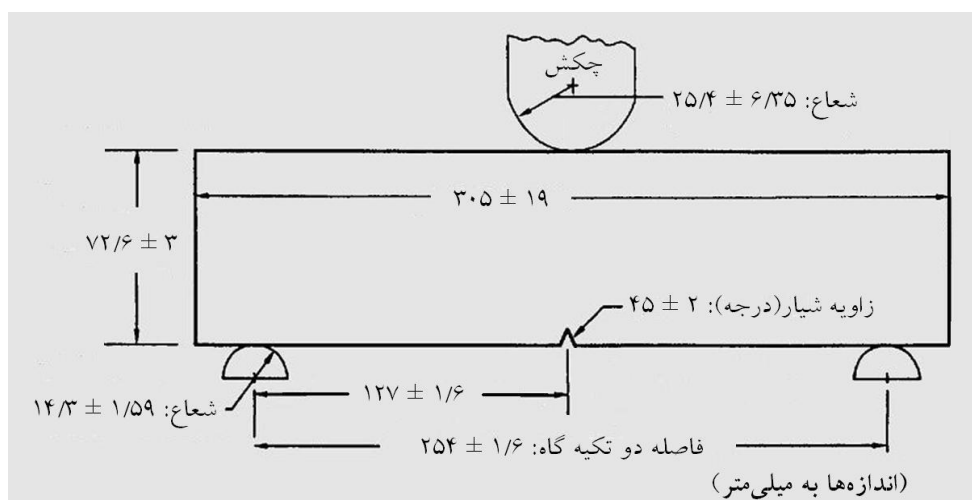 چکش
شعاع: ۲۵/۴ ± ۶/۳۵
۳۰۵ ± ۱۹
۷۲/۶ ± ۳
زاویه شیار(درجه): ۴۵ ± ۲
۱۲۷ ± ۱/۶
شعاع: ۱۴/۳ ± ۱/۵۹
فاصله دو تکیه گاه: ۲۵۴ ± ۱/۶
(اندازه‌ها به میلی‌متر)